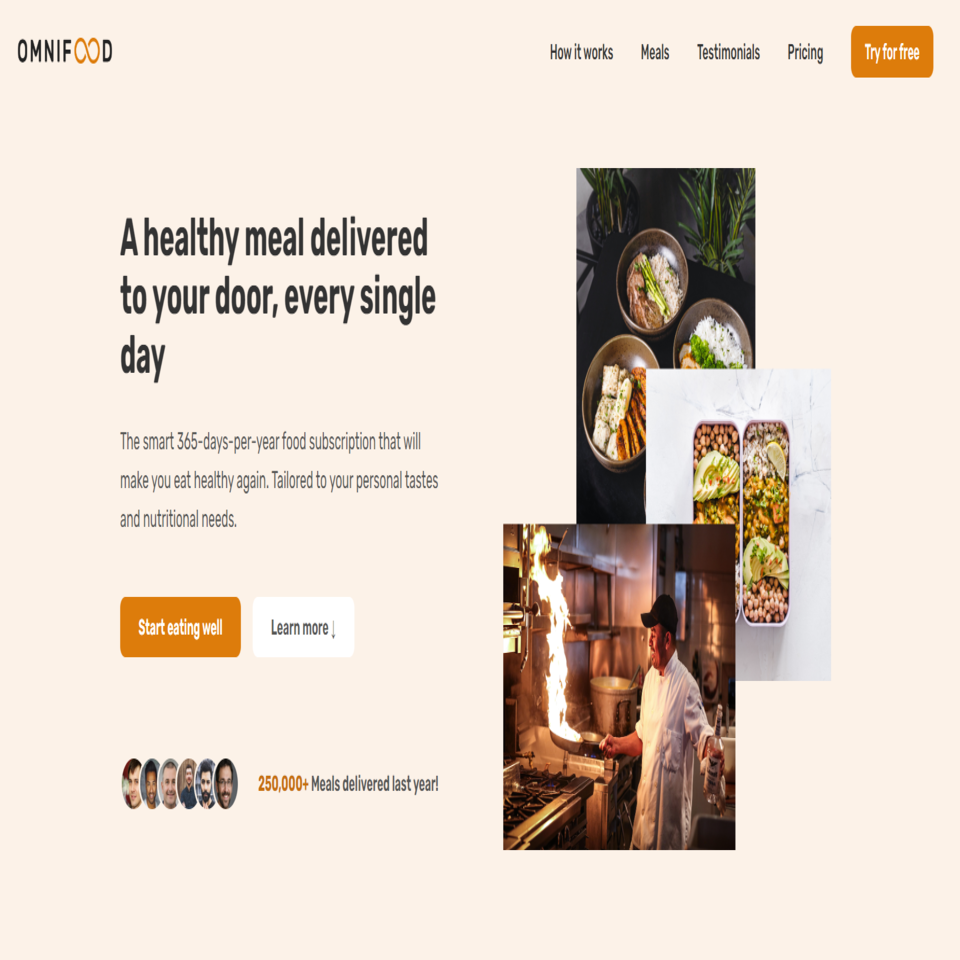 OMNIFOOD
How it works Meals Testimonials Pricing Try for free
A healthy meal delivered
to your door, every single
day
The smart 365-days-per-year food subscription that will
make you eat healthy again. Tailored to your personal tastes
and nutritional needs.
Start eating well Learn more ↓
250,000+ Meals delivered last year!